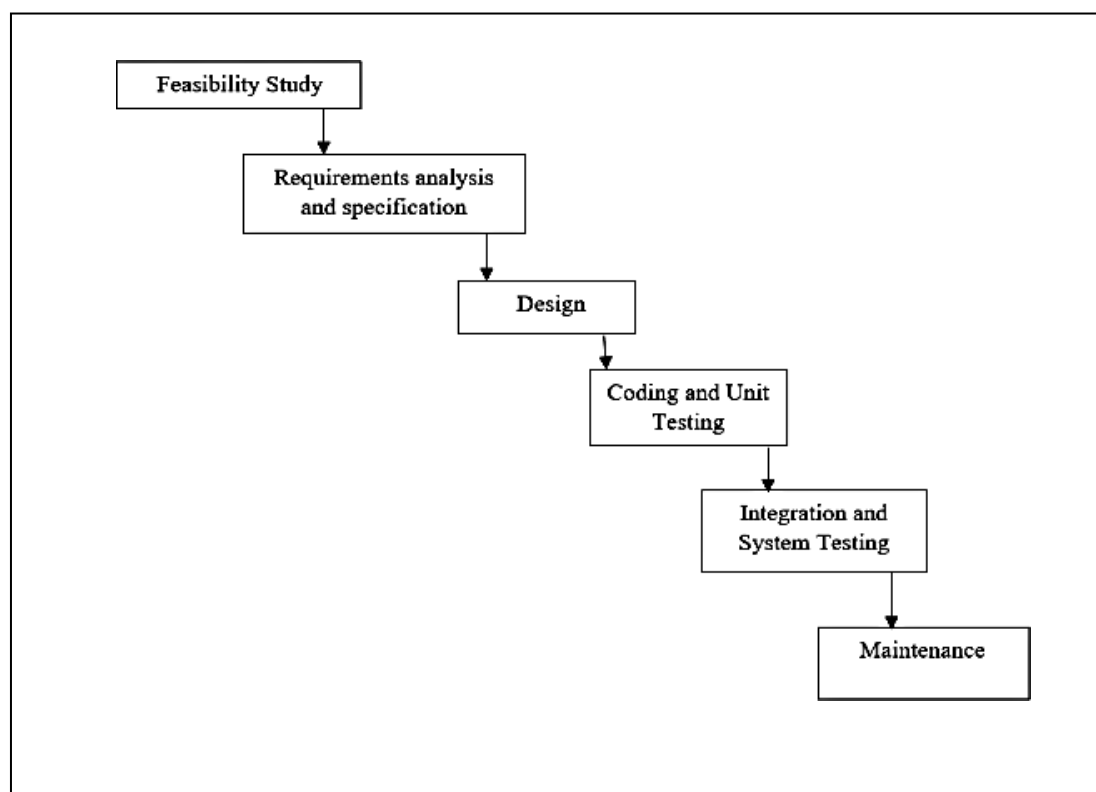 Feasibility Study
Requirements analysis
and specification
Design
Coding and Unit
Testing
Integration and
System Testing
Maintenance